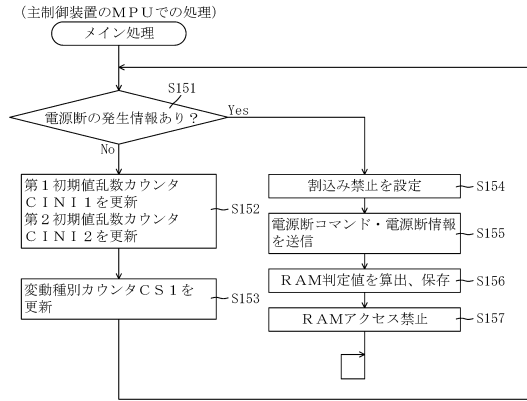 （主制御装置のＭＰＵでの処理）
メイン処理
S151
電源断の発生情報あり？
Yes
No
第１初期値乱数カウンタ
ＣＩＮＩ１を更新
第２初期値乱数カウンタ
ＣＩＮＩ２を更新
S152
変動種別カウンタＣＳ１を
更新
S153
割込み禁止を設定
S154
電源断コマンド・電源断情報
を送信
S155
ＲＡＭ判定値を算出、保存
S156
ＲＡＭアクセス禁止
S157